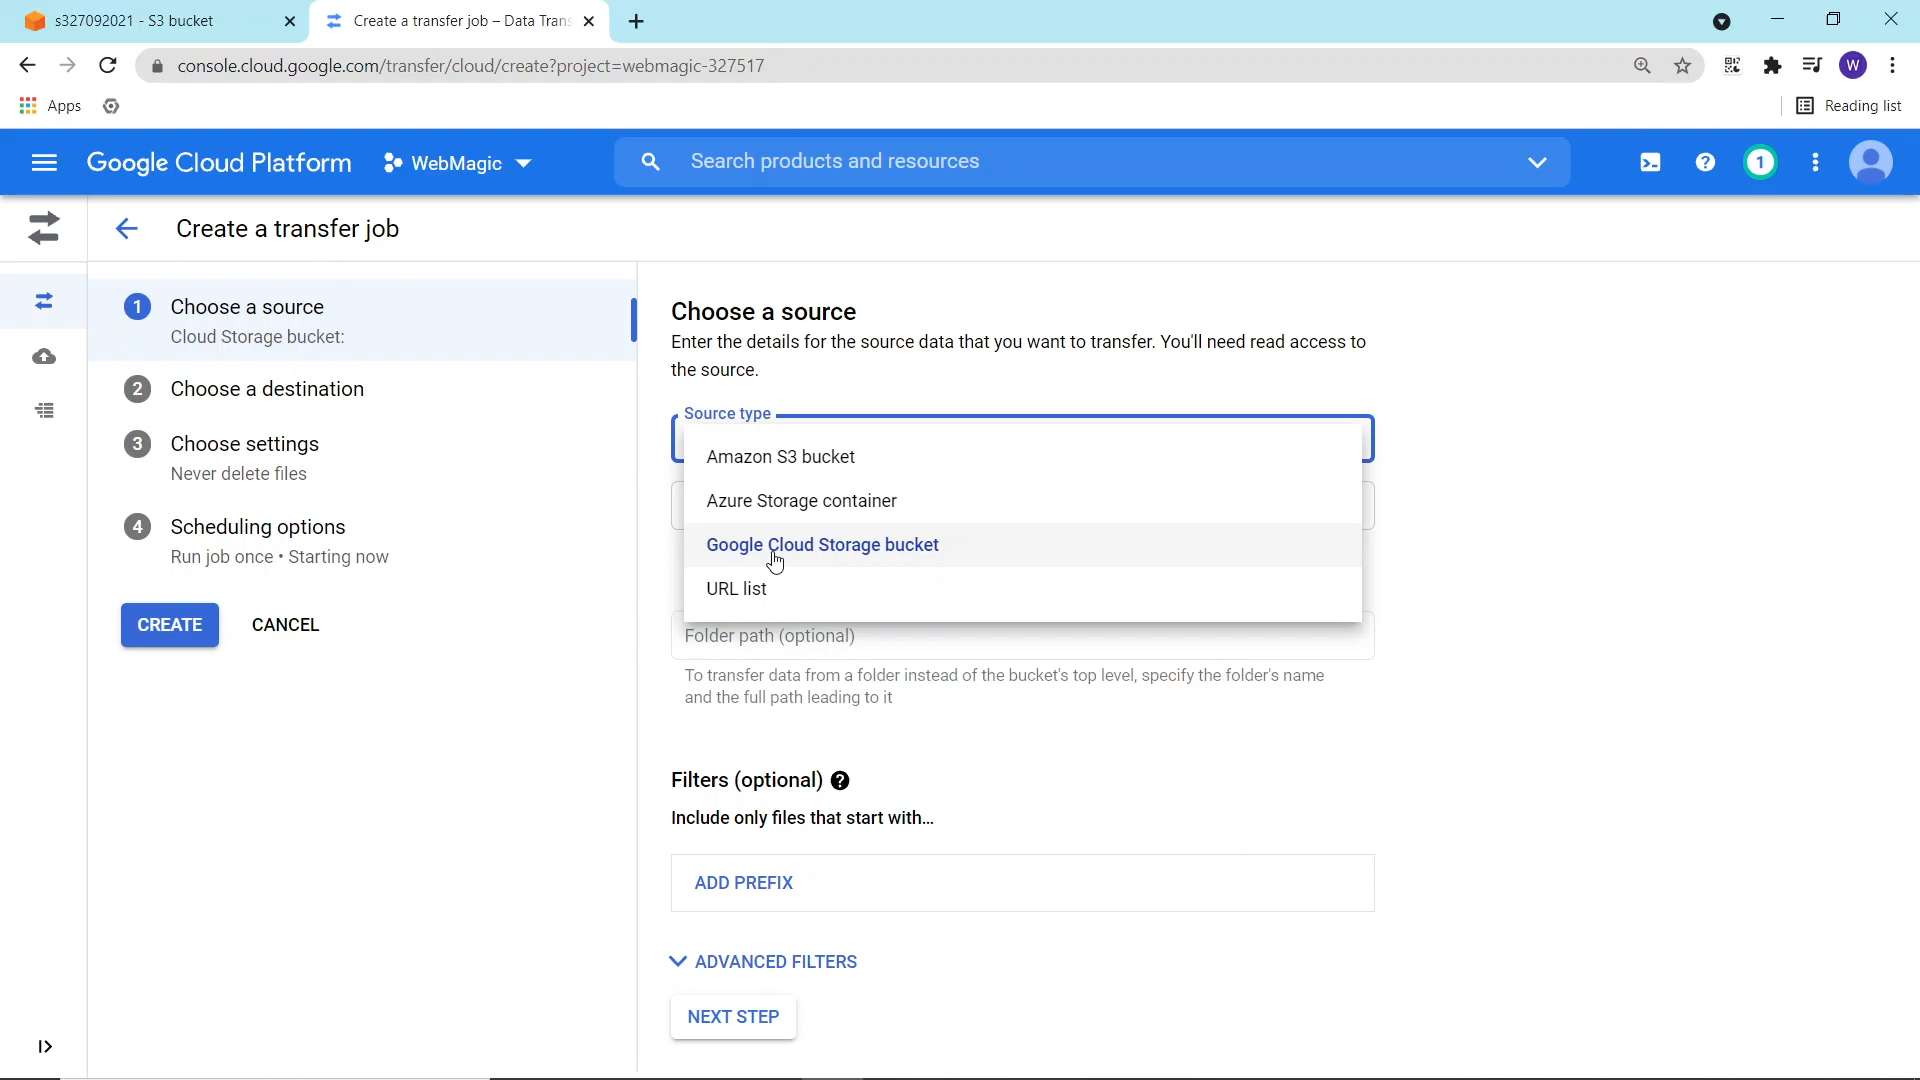 s327092021 - S3 bucket
Create a transfer job – Data Trans
console.cloud.google.com/transfer/cloud/create?project=webmagic-327517
W
Apps
Reading list
Google Cloud Platform
WebMagic
Search products and resources
1
Create a transfer job
1 Choose a source
Cloud Storage bucket:
2 Choose a destination
3 Choose settings
Never delete files
4 Scheduling options
Run job once • Starting now
CREATE
CANCEL
Choose a source
Enter the details for the source data that you want to transfer. You'll need read access to
the source.
Source type
Amazon S3 bucket
Azure Storage container
Google Cloud Storage bucket
URL list
Folder path (optional)
To transfer data from a folder instead of the bucket's top level, specify the folder's name
and the full path leading to it
Filters (optional)
Include only files that start with...
ADD PREFIX
ADVANCED FILTERS
NEXT STEP